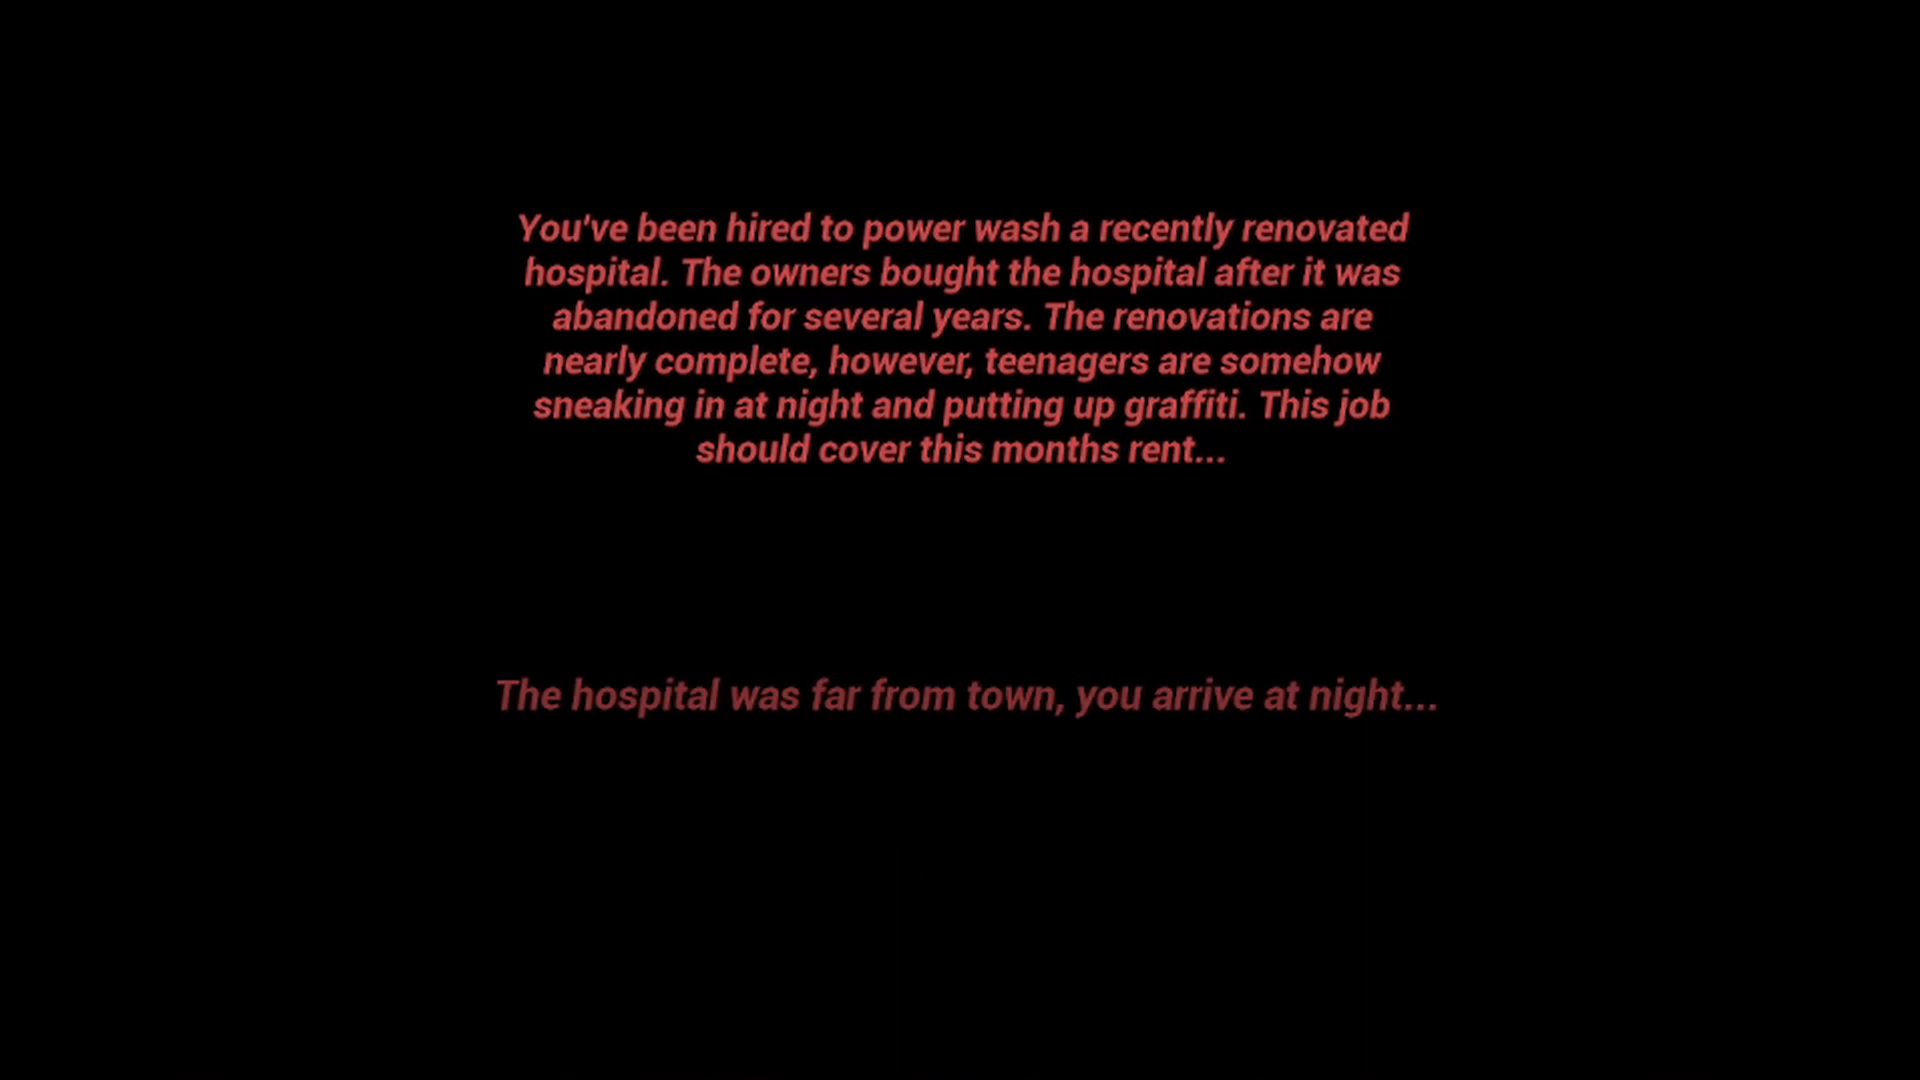 You've been hired to power wash a recently renovated
hospital. The owners bought the hospital after it was
abandoned for several years. The renovations are
nearly complete, however, teenagers are somehow
sneaking in at night and putting up graffiti. This job
should cover this months rent...
The hospital was far from town, you arrive at night...